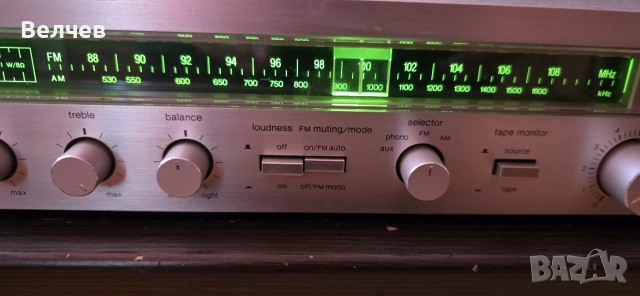 Велчев
W/8Ω
FM 88 90 92 94 96 98 100 102 104 106 108 MHz
AM 530 550 600 650 700 750 800 900 1000 1100 1200 1300 1400 1500 1600 kHz
treble
balance
loudness FM muting/mode
selector
tape monitor
off on/FM auto
phono FM AM
aux
source
max
max
right
on off/FM mono
tape
BAZAR